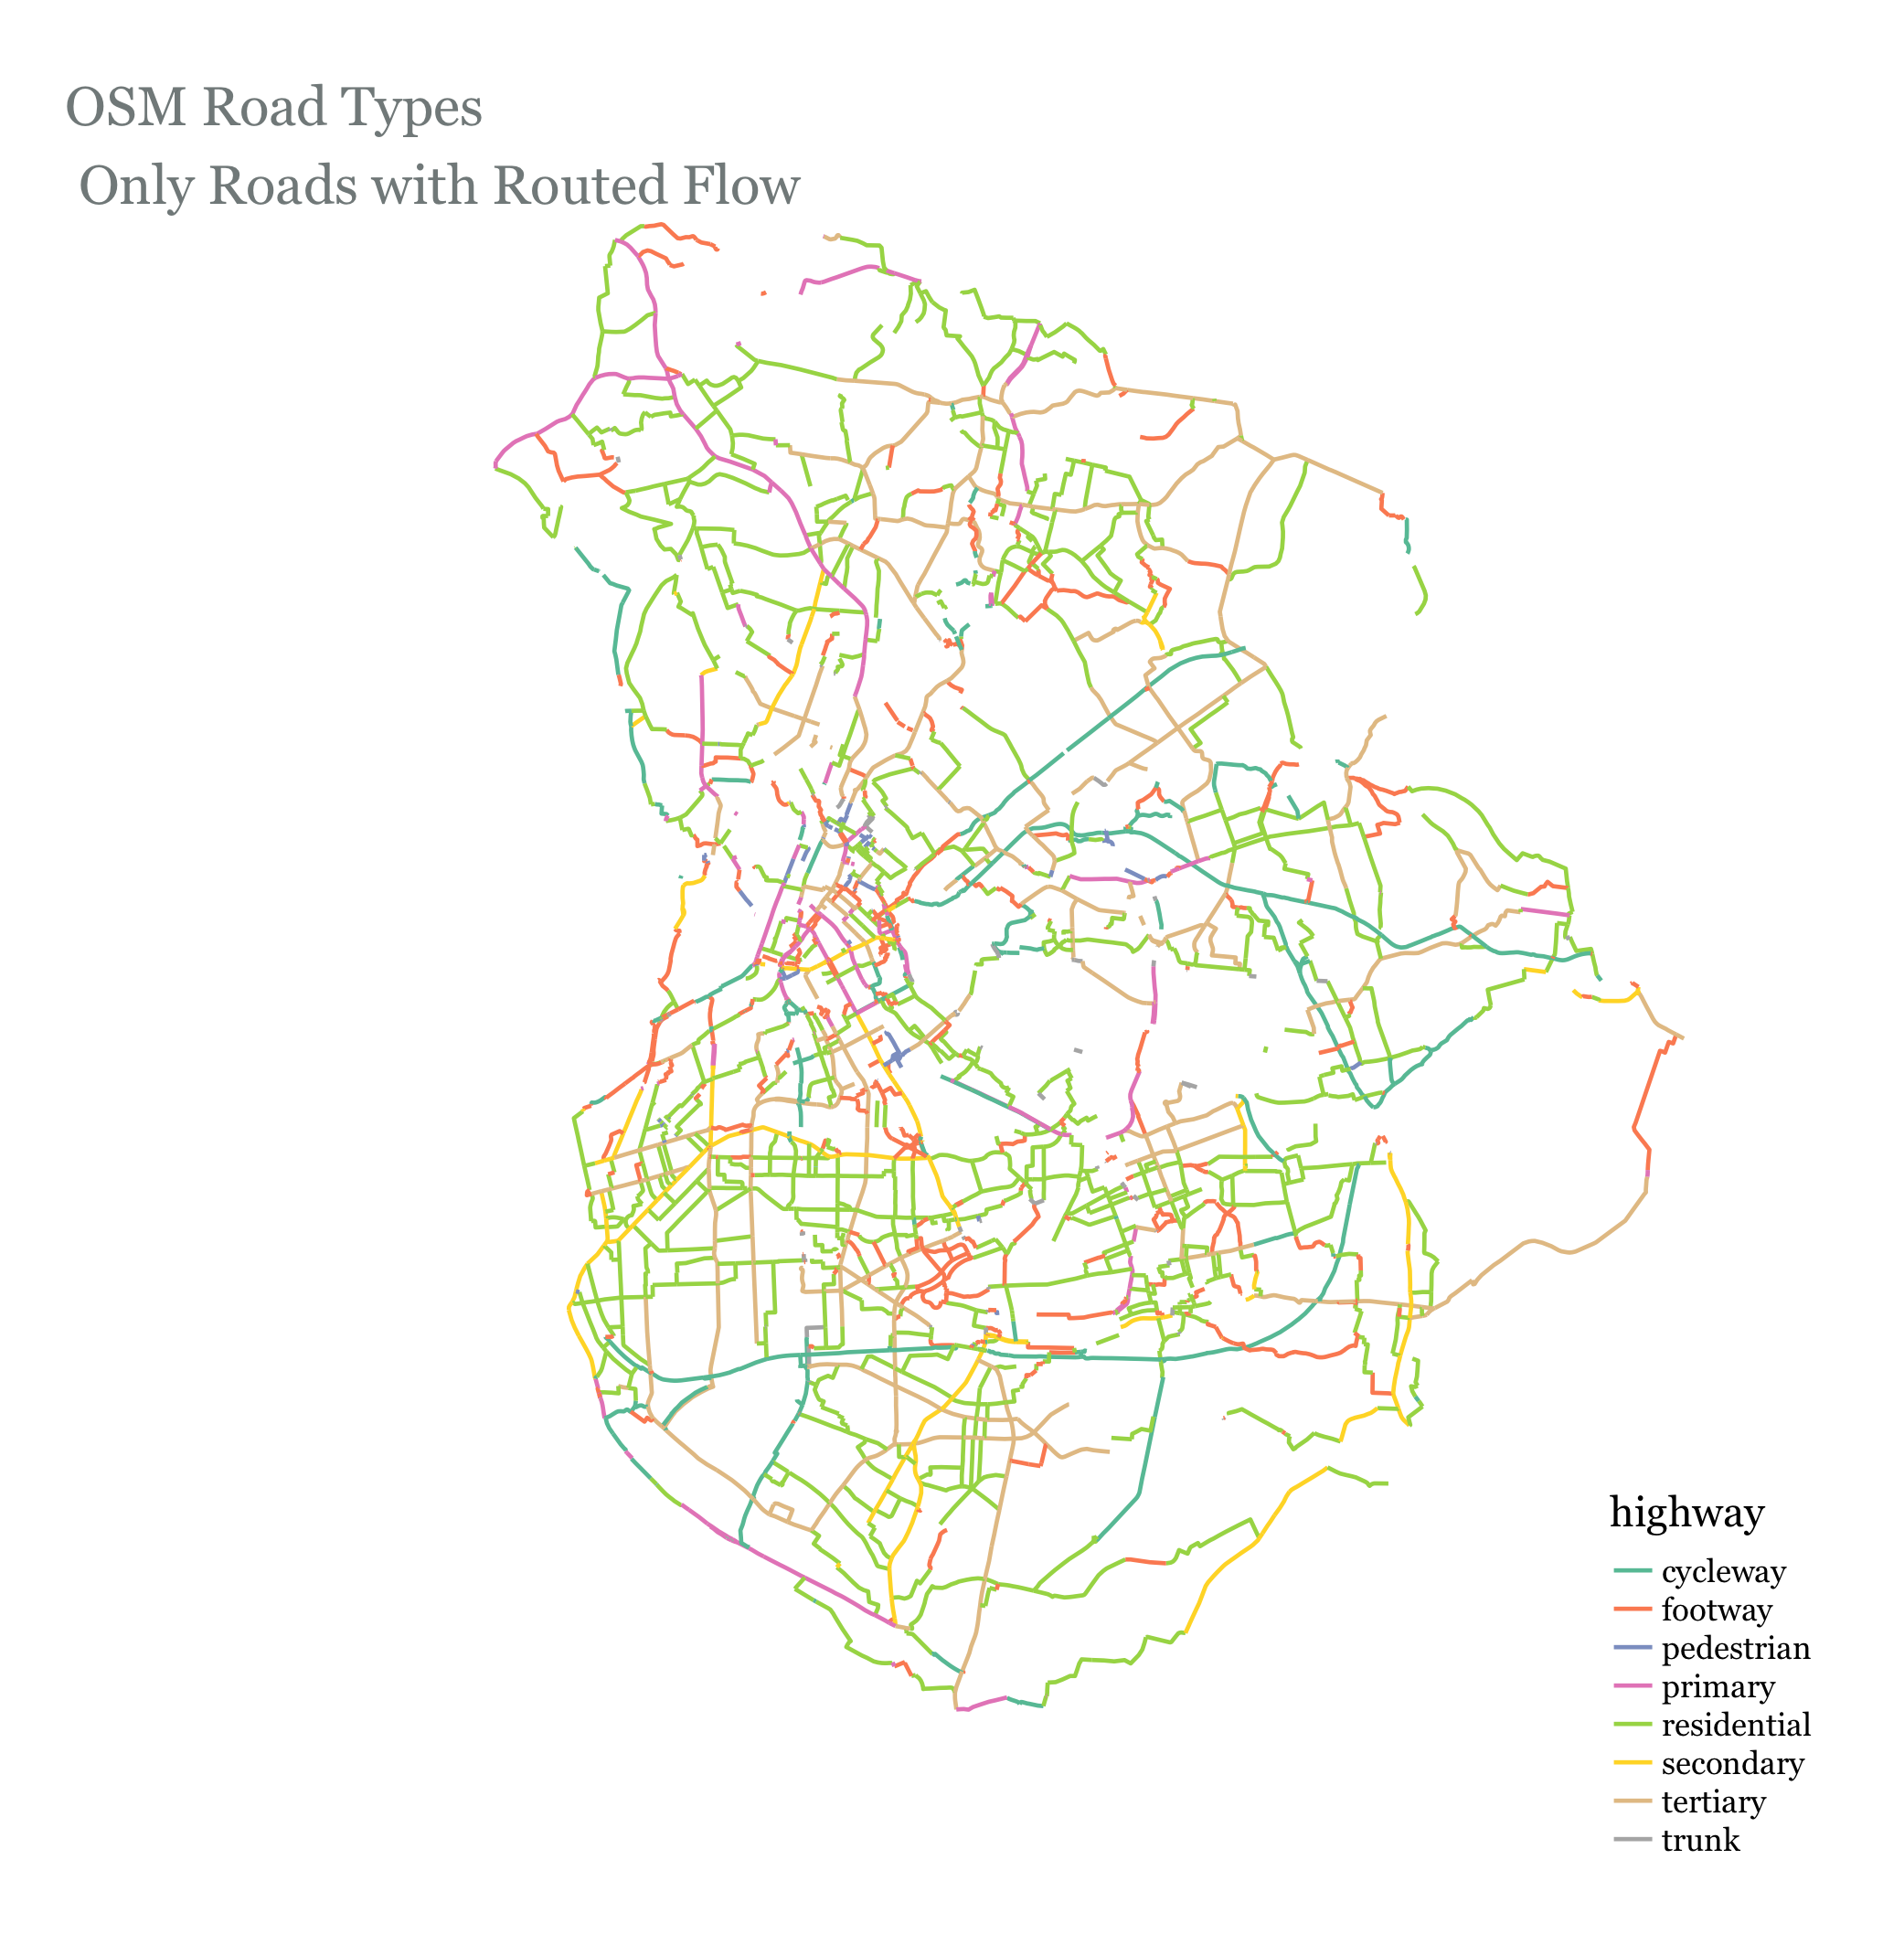 OSM Road Types
Only Roads with Routed Flow
highway
cycleway
footway
pedestrian
primary
residential
secondary
tertiary
trunk